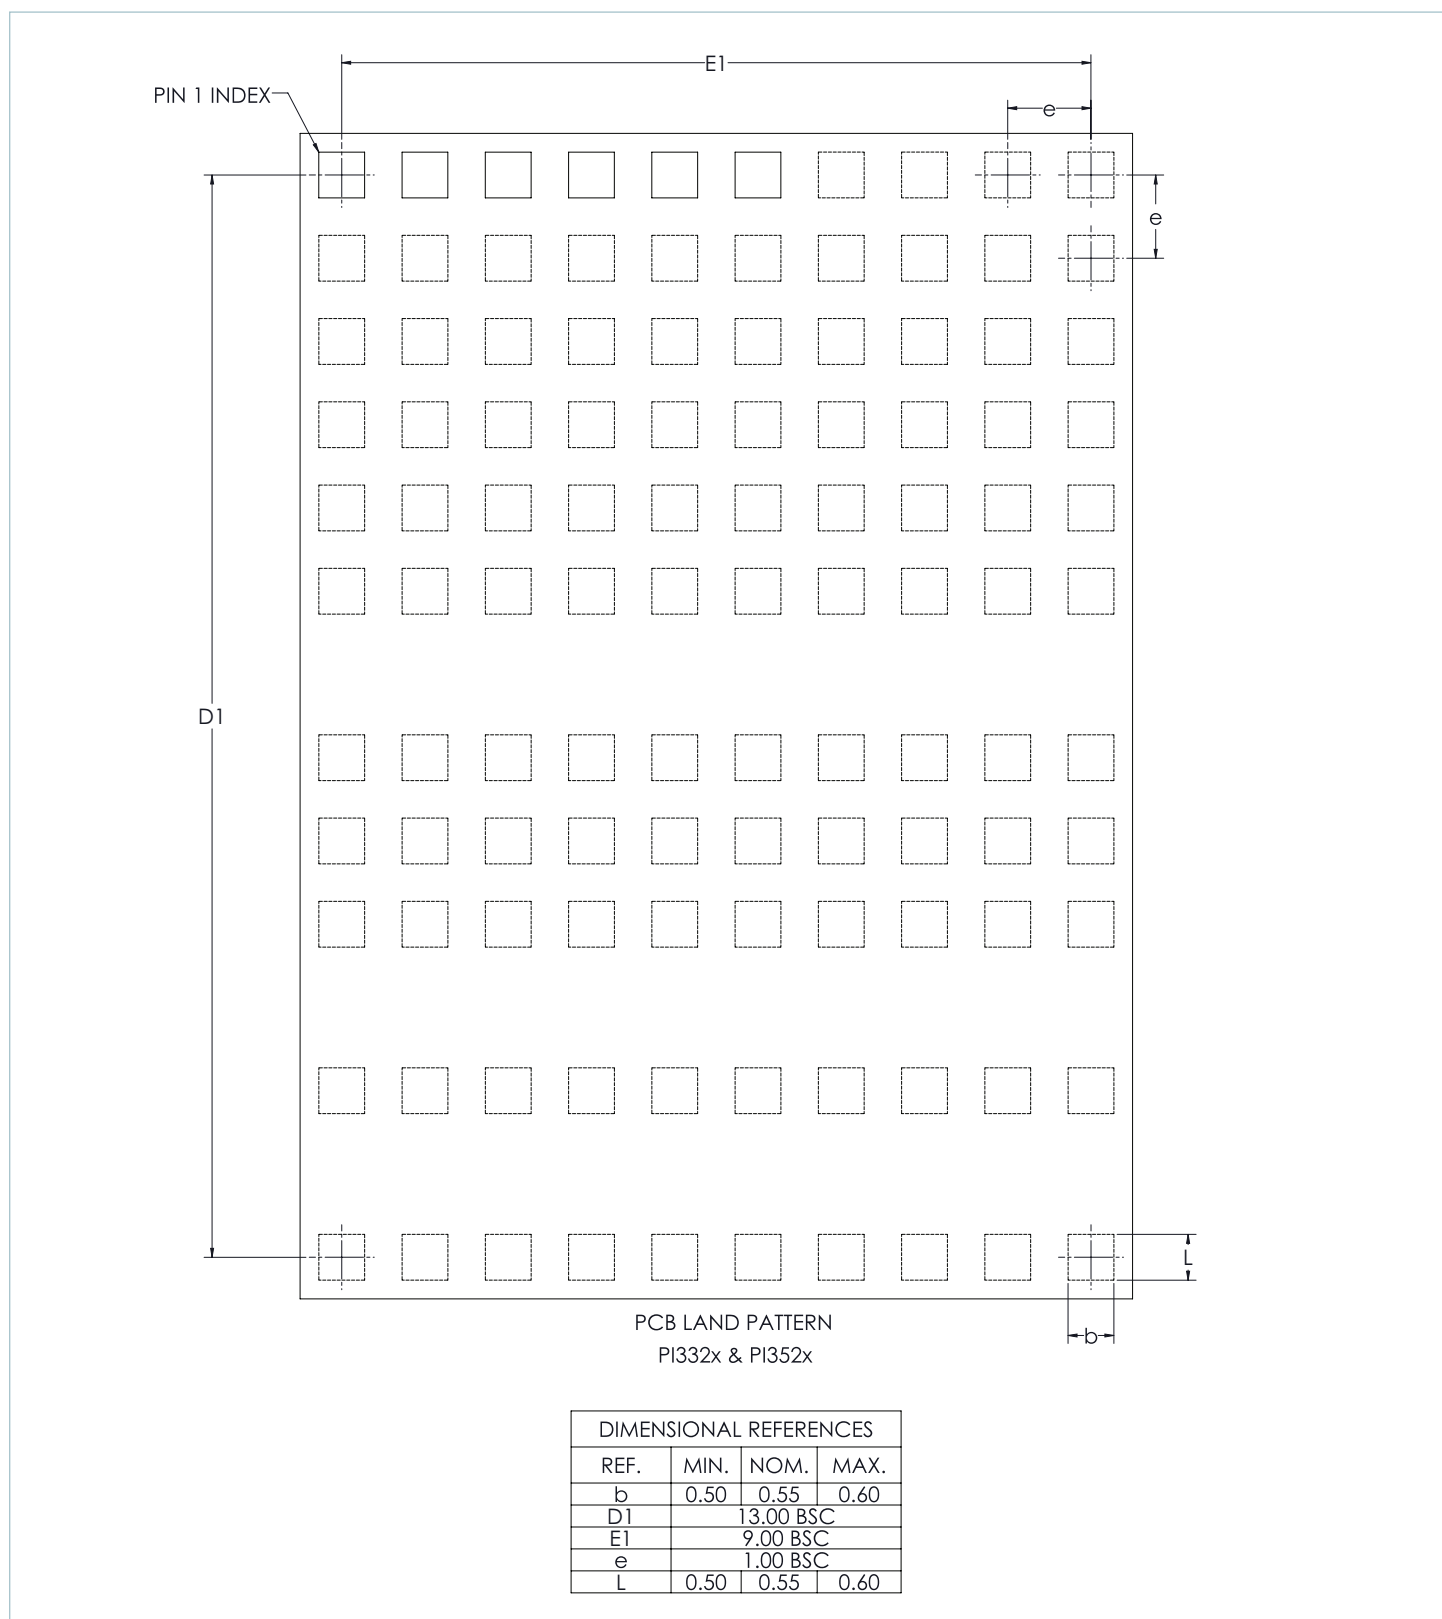 E1
PIN 1 INDEX
e
e
D1
L
b
PCB LAND PATTERN
PI332x & PI352x
DIMENSIONAL REFERENCES
REF. MIN. NOM. MAX.
b 0.50 0.55 0.60
D1 13.00 BSC
E1 9.00 BSC
e 1.00 BSC
L 0.50 0.55 0.60